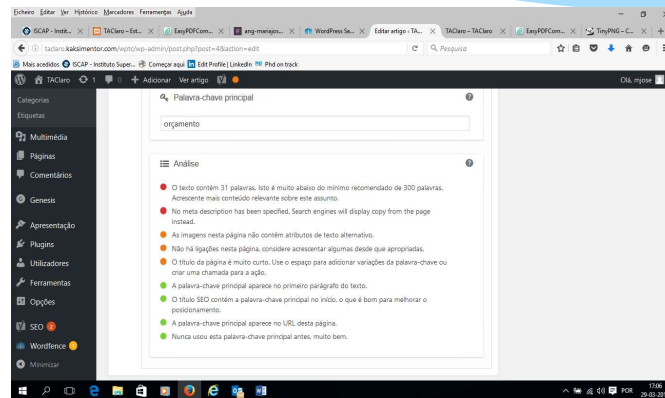 Ficheiro Editar Ver Histórico Marcadores Ferramentas Ajuda
ISCAP - Instit... TAClaro – Est... EasyPDFCom... ang-mariajos... WordPress Se... Editar artigo ‹ TA... TAClaro – TAClaro EasyPDFCom... TinyPNG – C...
taclaro.kaksimentor.com/wptc/wp-admin/post.php?post=4&action=edit Pesquisa
Mais acedidos ISCAP - Instituto Super... Começar aqui Edit Profile | LinkedIn Phd on track
TAClaro 1 0 + Adicionar Ver artigo Olá, mjose
Categorias
Etiquetas
Multimédia
Páginas
Comentários
Genesis
Apresentação
Plugins
Utilizadores
Ferramentas
Opções
SEO 2
Wordfence
Minimizar
Palavra-chave principal
orçamento
Análise
O texto contém 31 palavras. Isto é muito abaixo do mínimo recomendado de 300 palavras.
Acrescente mais conteúdo relevante sobre este assunto.
No meta description has been specified. Search engines will display copy from the page
instead.
As imagens nesta página não contêm atributos de texto alternativo.
Não há ligações nesta página, considere acrescentar algumas desde que apropriadas.
O título da página é muito curto. Use o espaço para adicionar variações da palavra-chave ou
criar uma chamada para a ação.
A palavra-chave principal aparece no primeiro parágrafo do texto.
O título SEO contém a palavra-chave principal no início, o que é bom para melhorar o
posicionamento.
A palavra-chave principal aparece no URL desta página.
Nunca usou esta palavra-chave principal antes, muito bem.
POR
17:06